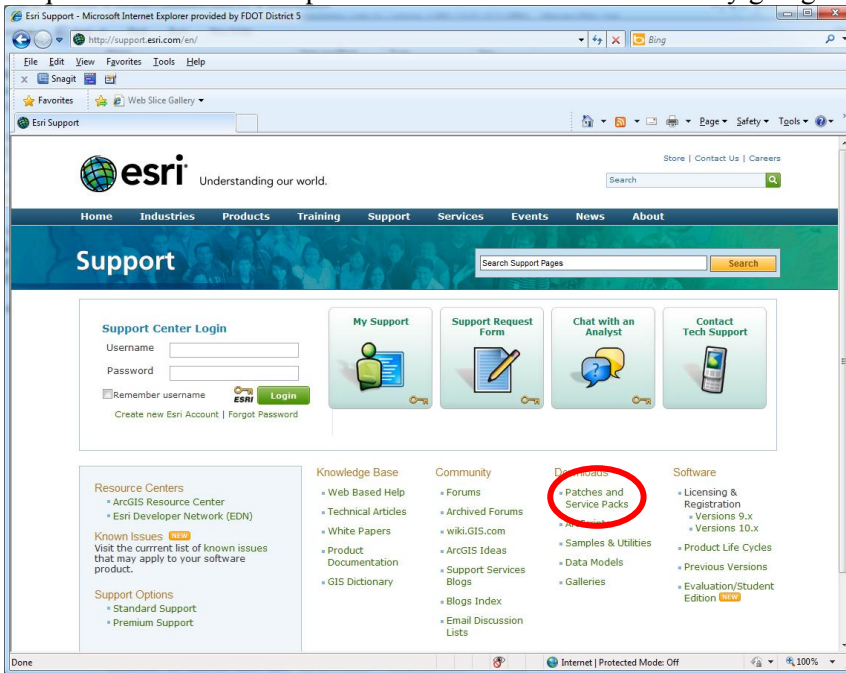 Esri Support - Microsoft Internet Explorer provided by FDOT District 5
http://support.esri.com/en/
Bing
File Edit View Favorites Tools Help
x Snagit
Favorites Web Slice Gallery
Esri Support
Page Safety Tools
Store | Contact Us | Careers
esri Understanding our world.
Search
Home Industries Products Training Support Services Events News About
Support
Search Support Pages
Search
Support Center Login
Username
Password
Remember username
ESRI
Login
Create new Esri Account | Forgot Password
My Support
Support Request
Form
Chat with an
Analyst
Contact
Tech Support
Resource Centers
ArcGIS Resource Center
Esri Developer Network (EDN)
Known Issues NEW
Visit the currrent list of known issues
that may apply to your software
product.
Support Options
Standard Support
Premium Support
Knowledge Base
Web Based Help
Technical Articles
White Papers
Product
Documentation
GIS Dictionary
Community
Forums
Archived Forums
wiki.GIS.com
ArcGIS Ideas
Support Services
Blogs
Blogs Index
Email Discussion
Lists
Downloads
Patches and
Service Packs
Samples & Utilities
Data Models
Galleries
Software
Licensing &
Registration
Versions 9.x
Versions 10.x
Product Life Cycles
Previous Versions
Evaluation/Student
Edition NEW
Done
Internet | Protected Mode: Off
100%